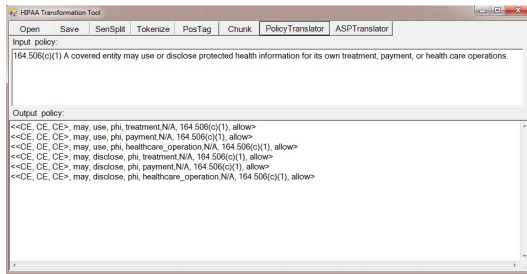 HIPAA Transformation Tool
Open Save SenSplit Tokenize PosTag Chunk PolicyTranslator ASPTranslator
Input policy:
164.506(c)(1) A covered entity may use or disclose protected health information for its own treatment, payment, or health care operations.
Output policy:
<<CE, CE, CE>, may, use, phi, treatment,N/A, 164.506(c)(1), allow>
<<CE, CE, CE>, may, use, phi, payment,N/A, 164.506(c)(1), allow>
<<CE, CE, CE>, may, use, phi, healthcare_operation,N/A, 164.506(c)(1), allow>
<<CE, CE, CE>, may, disclose, phi, treatment,N/A, 164.506(c)(1), allow>
<<CE, CE, CE>, may, disclose, phi, payment,N/A, 164.506(c)(1), allow>
<<CE, CE, CE>, may, disclose, phi, healthcare_operation,N/A, 164.506(c)(1), allow>